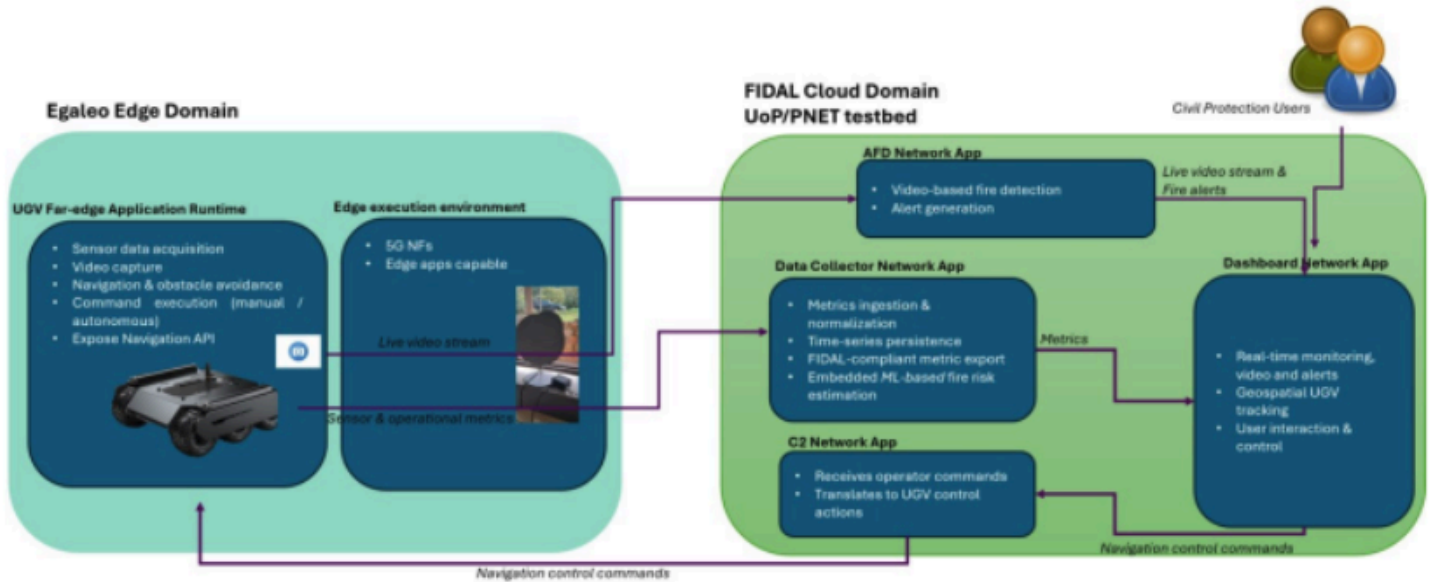 Egaleo Edge Domain
UGV Far-edge Application Runtime
• Sensor data acquisition
• Video capture
• Navigation & obstacle avoidance
• Command execution (manual /
autonomous)
• Expose Navigation API
Edge execution environment
• 5G NFs
• Edge apps capable
Live video stream
Sensor & operational metrics
FIDAL Cloud Domain
UoP/PNET testbed
Civil Protection Users
AFD Network App
• Video-based fire detection
• Alert generation
Live video stream &
Fire alerts
Data Collector Network App
• Metrics ingestion &
normalization
• Time-series persistence
• FIDAL-compliant metric export
• Embedded ML-based fire risk
estimation
Metrics
Dashboard Network App
• Real-time monitoring,
video and alerts
• Geospatial UGV
tracking
• User interaction &
control
C2 Network App
• Receives operator commands
• Translates to UGV control
actions
Navigation control commands
Navigation control commands